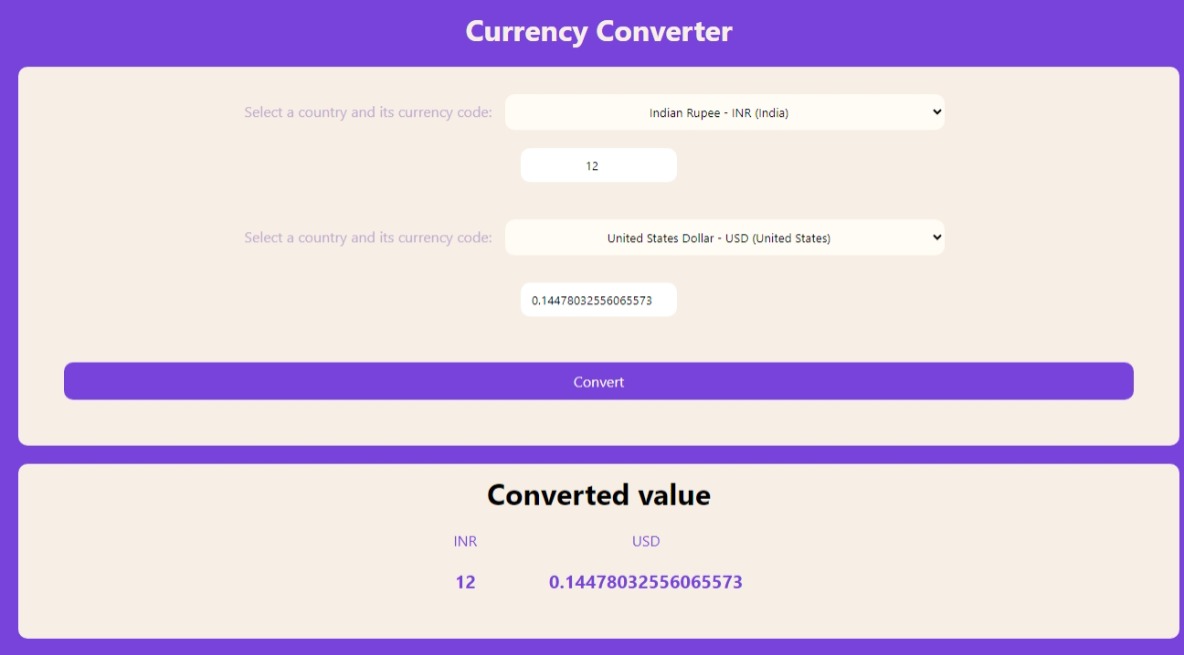 Currency Converter
Select a country and its currency code: Indian Rupee - INR (India)
12
Select a country and its currency code: United States Dollar - USD (United States)
0.14478032556065573
Convert
Converted value
INR USD
12 0.14478032556065573